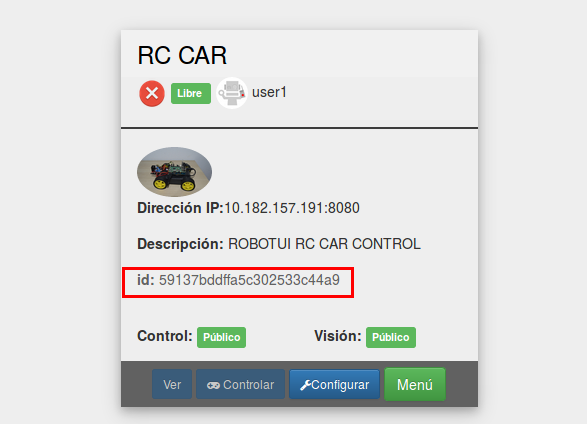 RC CAR
Libre user1
Dirección IP:10.182.157.191:8080
Descripción: ROBOTUI RC CAR CONTROL
id: 59137bddffa5c302533c44a9
Control: Público Visión: Público
Ver Controlar Configurar Menú